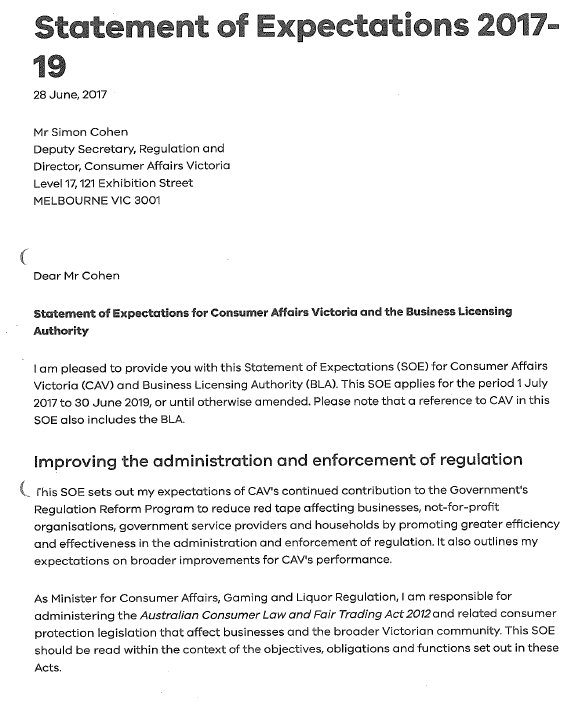 Statement of Expectations 2017-
19
28 June, 2017
Mr Simon Cohen
Deputy Secretary, Regulation and
Director, Consumer Affairs Victoria
Level 17, 121 Exhibition Street
MELBOURNE VIC 3001
Dear Mr Cohen
Statement of Expectations for Consumer Affairs Victoria and the Business Licensing
Authority
I am pleased to provide you with this Statement of Expectations (SOE) for Consumer Affairs
Victoria (CAV) and Business Licensing Authority (BLA). This SOE applies for the period 1 July
2017 to 30 June 2019, or until otherwise amended. Please note that a reference to CAV in this
SOE also includes the BLA.
Improving the administration and enforcement of regulation
This SOE sets out my expectations of CAV's continued contribution to the Government's
Regulation Reform Program to reduce red tape affecting businesses, not-for-profit
organisations, government service providers and households by promoting greater efficiency
and effectiveness in the administration and enforcement of regulation. It also outlines my
expectations on broader improvements for CAV's performance.
As Minister for Consumer Affairs, Gaming and Liquor Regulation, I am responsible for
administering the Australian Consumer Law and Fair Trading Act 2012 and related consumer
protection legislation that affect businesses and the broader Victorian community. This SOE
should be read within the context of the objectives, obligations and functions set out in these
Acts.